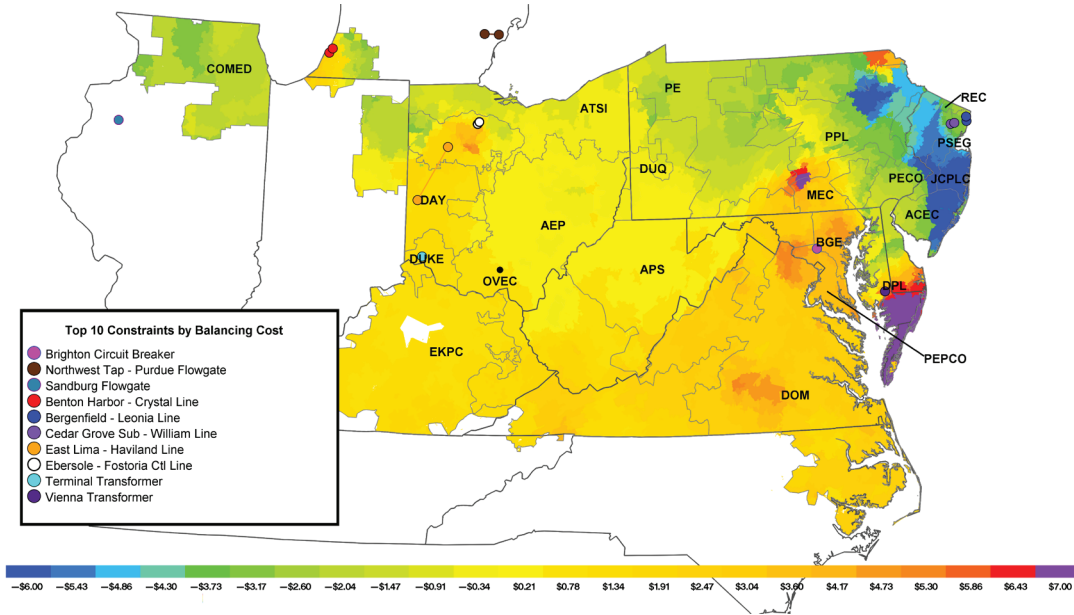 COMED
ATSI
PE
REC
PPL
PSEG
DUQ
PECO
JCPLC
MEC
DAY
ACEC
AEP
BGE
DUKE
APS
OVEC
DPL
EKPC
PEPCO
DOM
Top 10 Constraints by Balancing Cost
Brighton Circuit Breaker
Northwest Tap - Purdue Flowgate
Sandburg Flowgate
Benton Harbor - Crystal Line
Bergenfield - Leonia Line
Cedar Grove Sub - William Line
East Lima - Haviland Line
Ebersole - Fostoria Ctl Line
Terminal Transformer
Vienna Transformer
–$6.00 –$5.43 –$4.86 –$4.30 –$3.73 –$3.17 –$2.60 –$2.04 –$1.47 –$0.91 –$0.34 $0.21 $0.78 $1.34 $1.91 $2.47 $3.04 $3.60 $4.17 $4.73 $5.30 $5.86 $6.43 $7.00